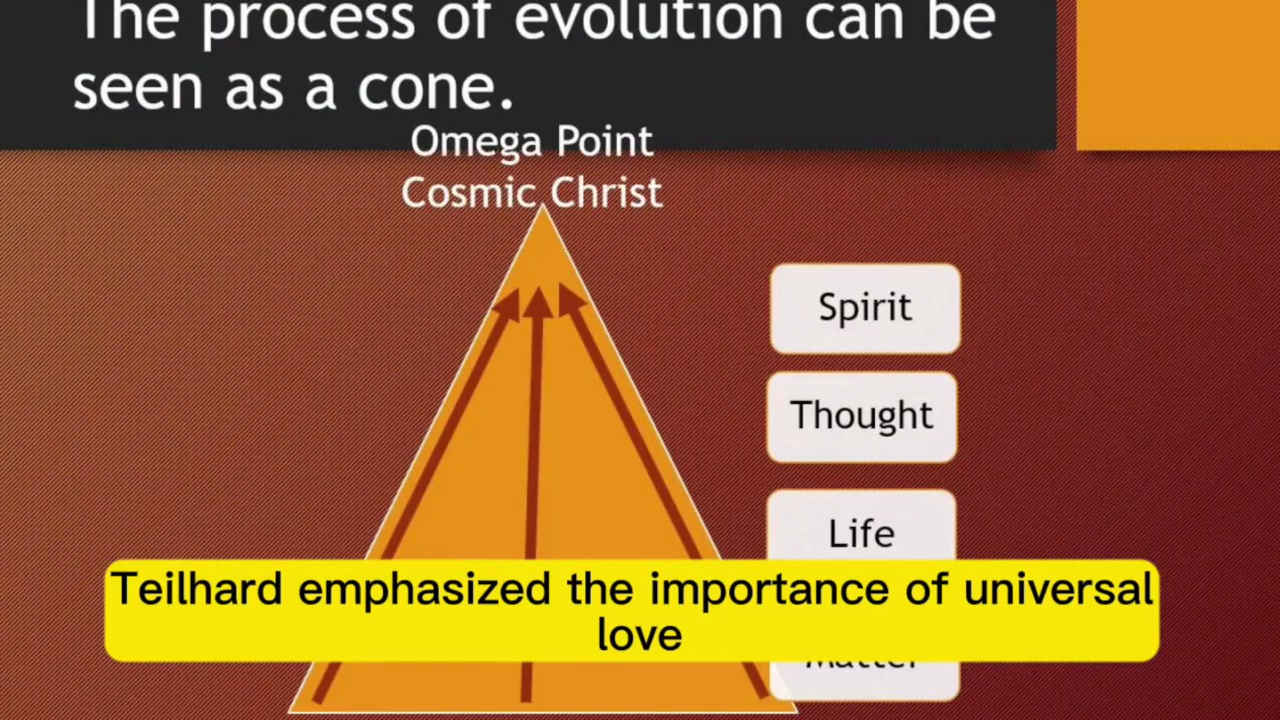 The process of evolution can be
seen as a cone.
Omega Point
Cosmic Christ
Spirit
Thought
Life
Teilhard emphasized the importance of universal
love
Matter